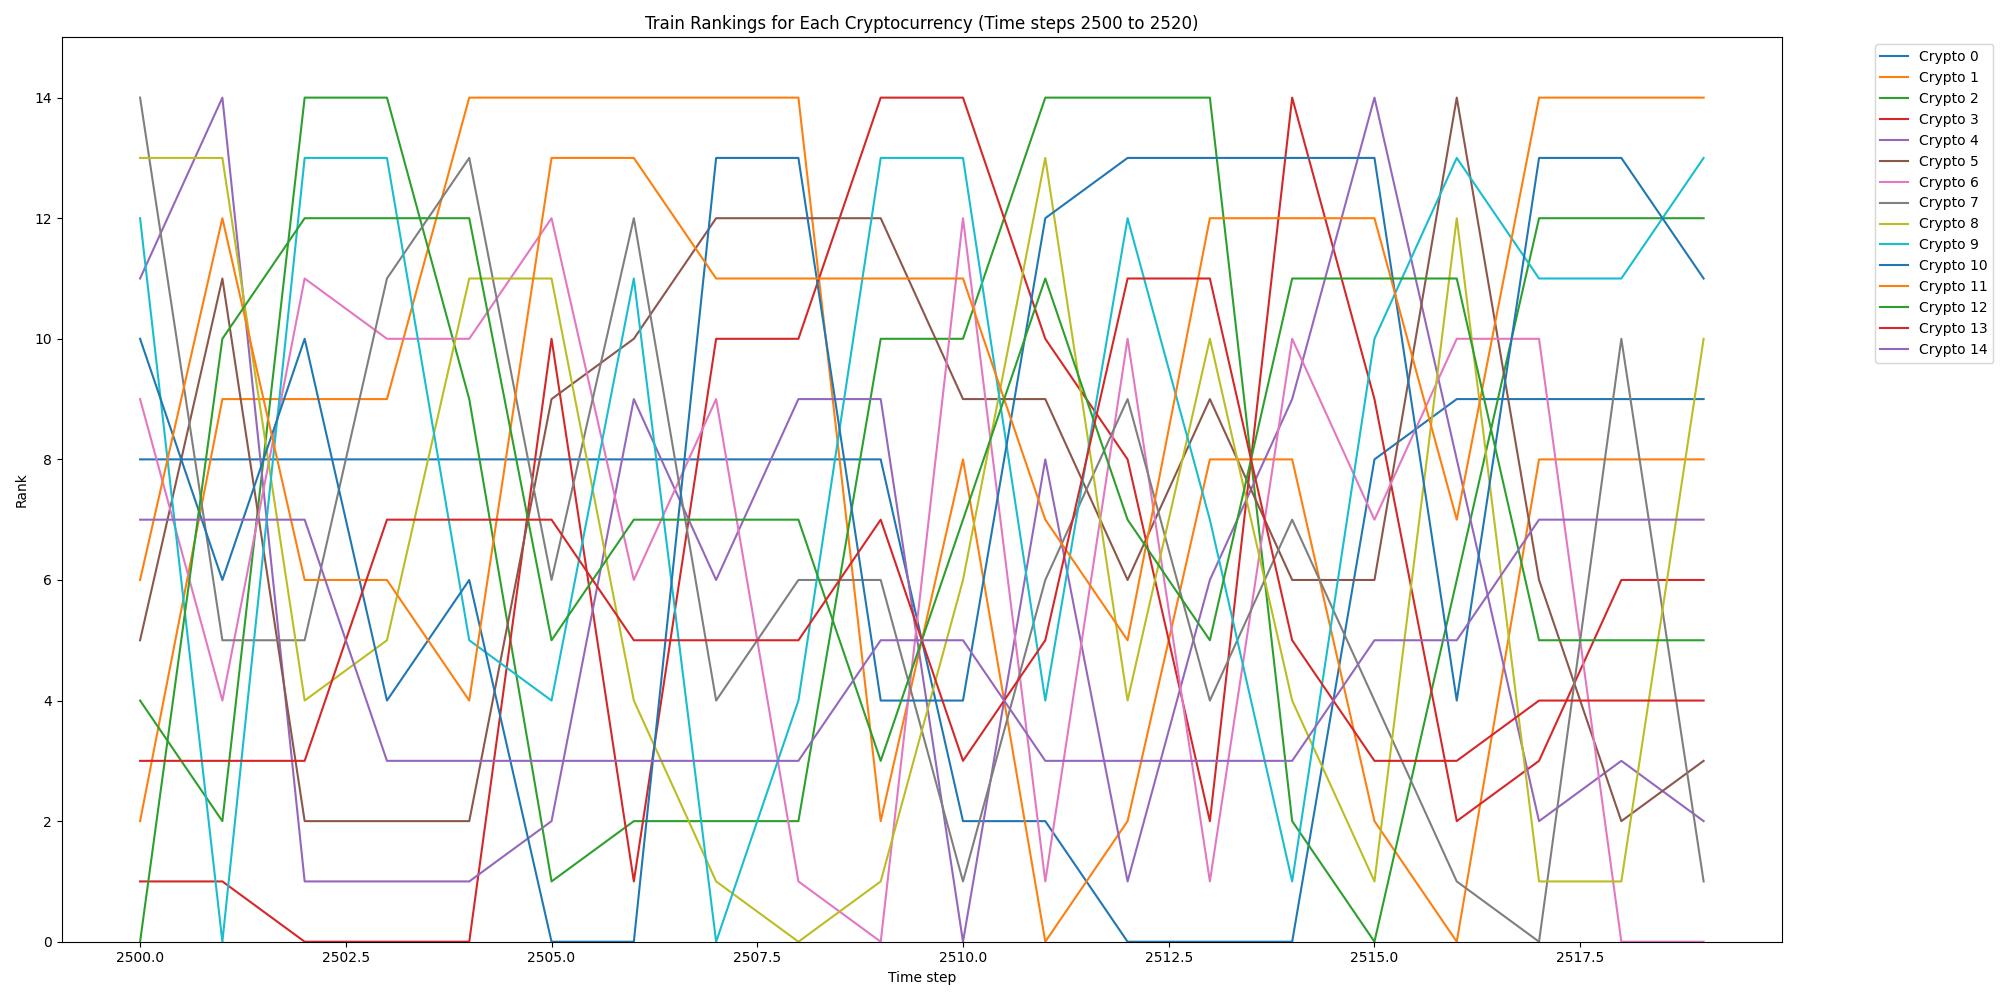 Train Rankings for Each Cryptocurrency (Time steps 2500 to 2520)
Rank
14
12
10
8
6
4
2
0
2500.0 2502.5 2505.0 2507.5 2510.0 2512.5 2515.0 2517.5
Time step
Crypto 0
Crypto 1
Crypto 2
Crypto 3
Crypto 4
Crypto 5
Crypto 6
Crypto 7
Crypto 8
Crypto 9
Crypto 10
Crypto 11
Crypto 12
Crypto 13
Crypto 14